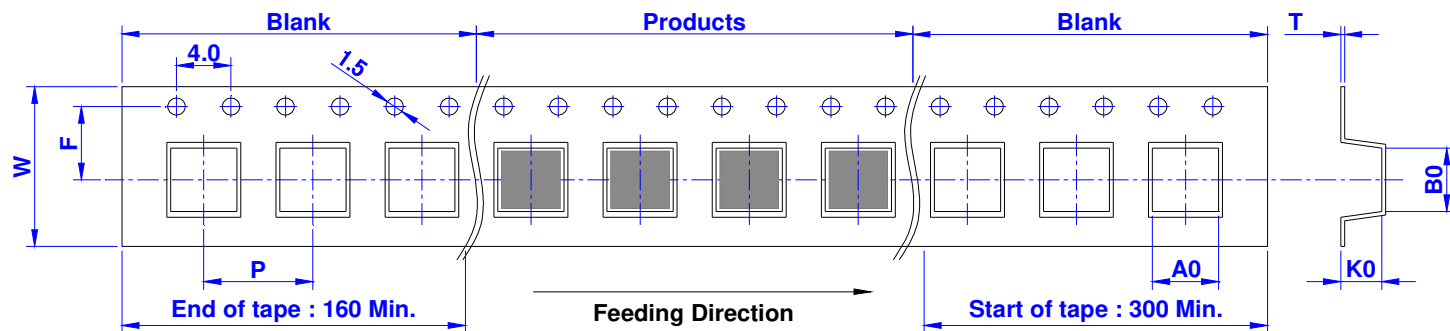 Blank
Products
Blank
T
4.0
1.5
F
W
B0
P
A0
K0
End of tape : 160 Min.
Feeding Direction
Start of tape : 300 Min.